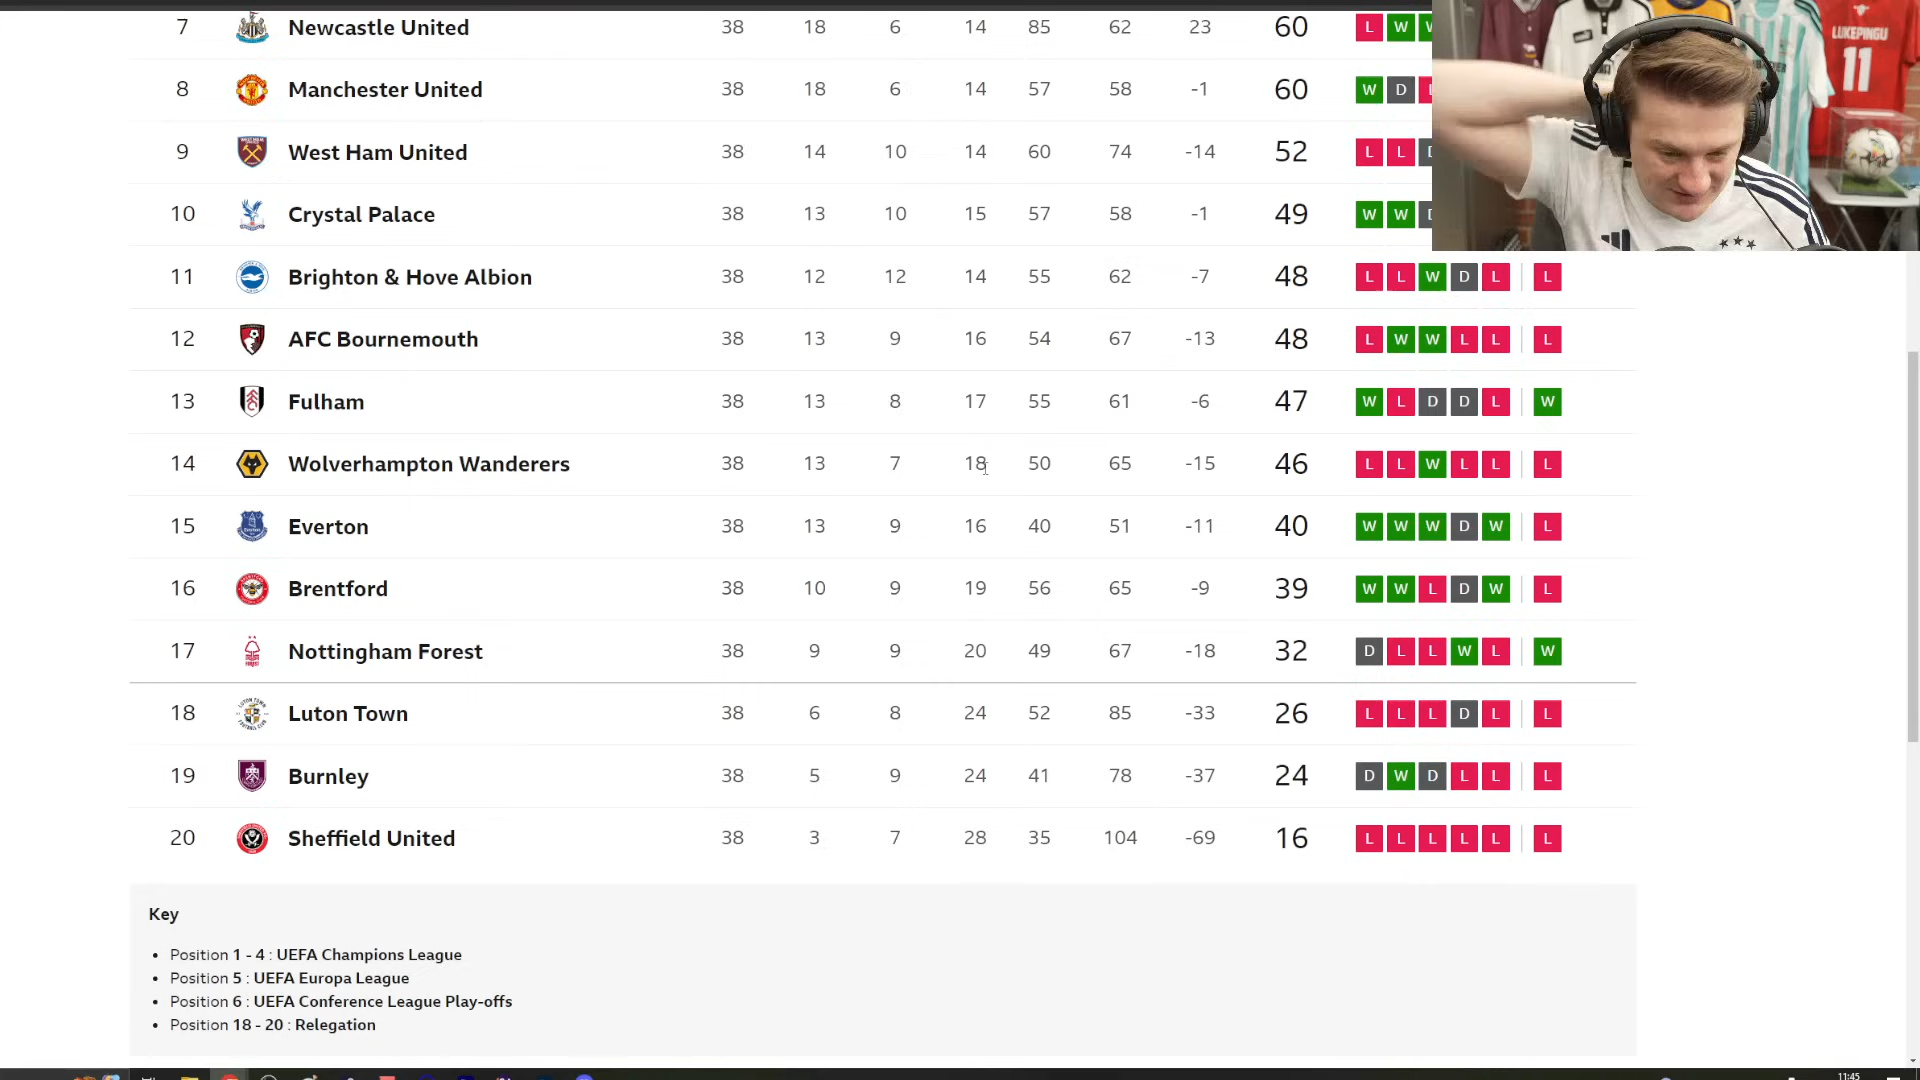 7 Newcastle United 38 18 6 14 85 62 23 60 L W
8 Manchester United 38 18 6 14 57 58 -1 60 W D
9 West Ham United 38 14 10 14 60 74 -14 52 L L
10 Crystal Palace 38 13 10 15 57 58 -1 49 W W
11 Brighton & Hove Albion 38 12 12 14 55 62 -7 48 L L W D L L
12 AFC Bournemouth 38 13 9 16 54 67 -13 48 L W W L L L
13 Fulham 38 13 8 17 55 61 -6 47 W L D D L W
14 Wolverhampton Wanderers 38 13 7 18 50 65 -15 46 L L W L L L
15 Everton 38 13 9 16 40 51 -11 40 W W W D W L
16 Brentford 38 10 9 19 56 65 -9 39 W W L D W L
17 Nottingham Forest 38 9 9 20 49 67 -18 32 D L L W L W
18 Luton Town 38 6 8 24 52 85 -33 26 L L L D L L
19 Burnley 38 5 9 24 41 78 -37 24 D W D L L L
20 Sheffield United 38 3 7 28 35 104 -69 16 L L L L L L
Key
• Position 1 - 4 : UEFA Champions League
• Position 5 : UEFA Europa League
• Position 6 : UEFA Conference League Play-offs
• Position 18 - 20 : Relegation
LUKEPINGU
11
11:45